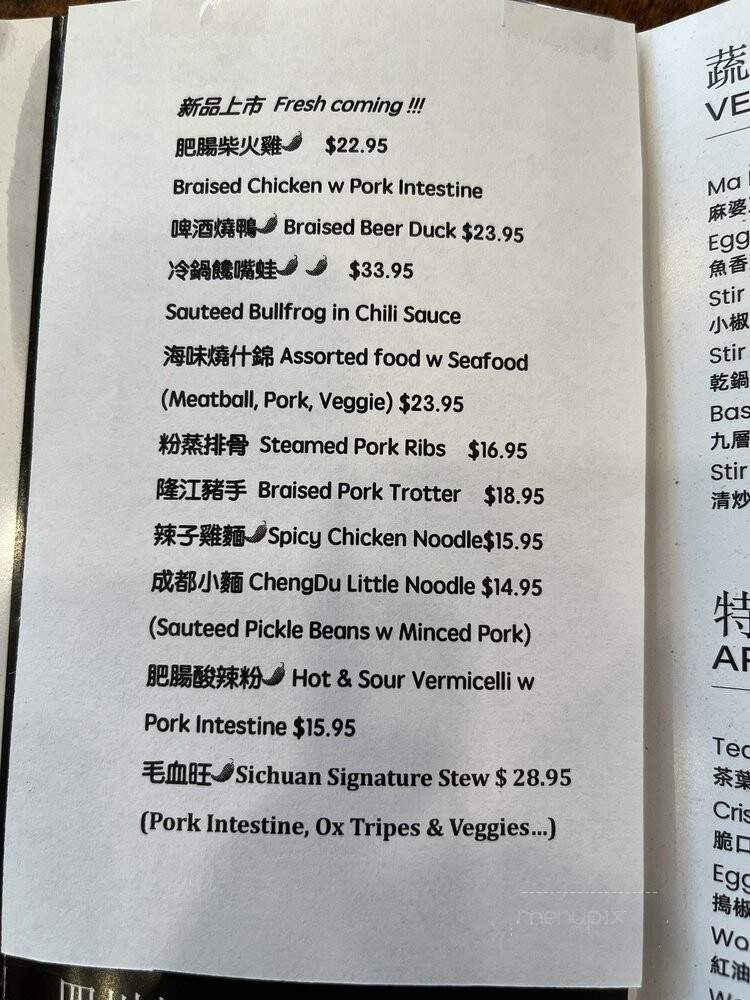 新品上市 Fresh coming !!!
肥腸柴火雞 $22.95
Braised Chicken w Pork Intestine
啤酒燒鴨 Braised Beer Duck $23.95
冷鍋饞嘴蛙 $33.95
Sauteed Bullfrog in Chili Sauce
海味燒什錦 Assorted food w Seafood
(Meatball, Pork, Veggie) $23.95
粉蒸排骨 Steamed Pork Ribs $16.95
隆江豬手 Braised Pork Trotter $18.95
辣子雞麵 Spicy Chicken Noodle$15.95
成都小麵 ChengDu Little Noodle $14.95
(Sauteed Pickle Beans w Minced Pork)
肥腸酸辣粉 Hot & Sour Vermicelli w
Pork Intestine $15.95
毛血旺 Sichuan Signature Stew $ 28.95
(Pork Intestine, Ox Tripes & Veggies...)
蔬
VE
Ma
麻婆
Egg
魚香
Stir
小椒
Stir
乾鍋
Bas
九層
Stir
清炒
特
AP
Tea
茶葉
Cris
脆口
Egg
搗椒
Wo
紅油
menupix